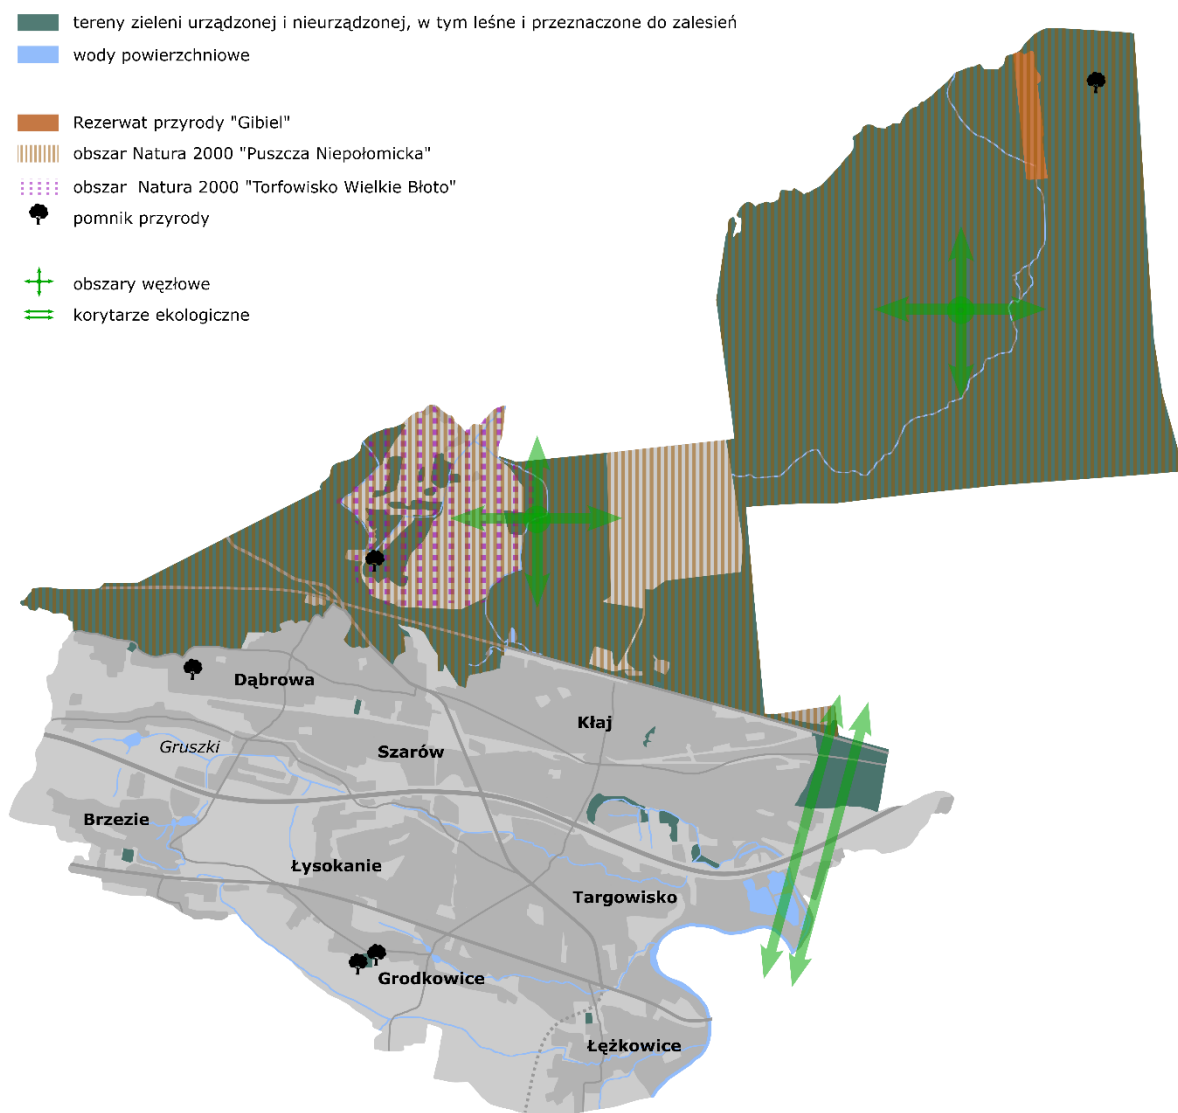 tereny zieleni urządzonej i nieurządzonej, w tym leśne i przeznaczone do zalesień
wody powierzchniowe
Rezerwat przyrody "Gibiel"
obszar Natura 2000 "Puszcza Niepołomicka"
obszar Natura 2000 "Torfowisko Wielkie Błoto"
pomnik przyrody
obszary węzłowe
korytarze ekologiczne
Dąbrowa
Kłaj
Gruszki
Szarów
Brzezie
Łysokanie
Targowisko
Grodkowice
Łężkowice